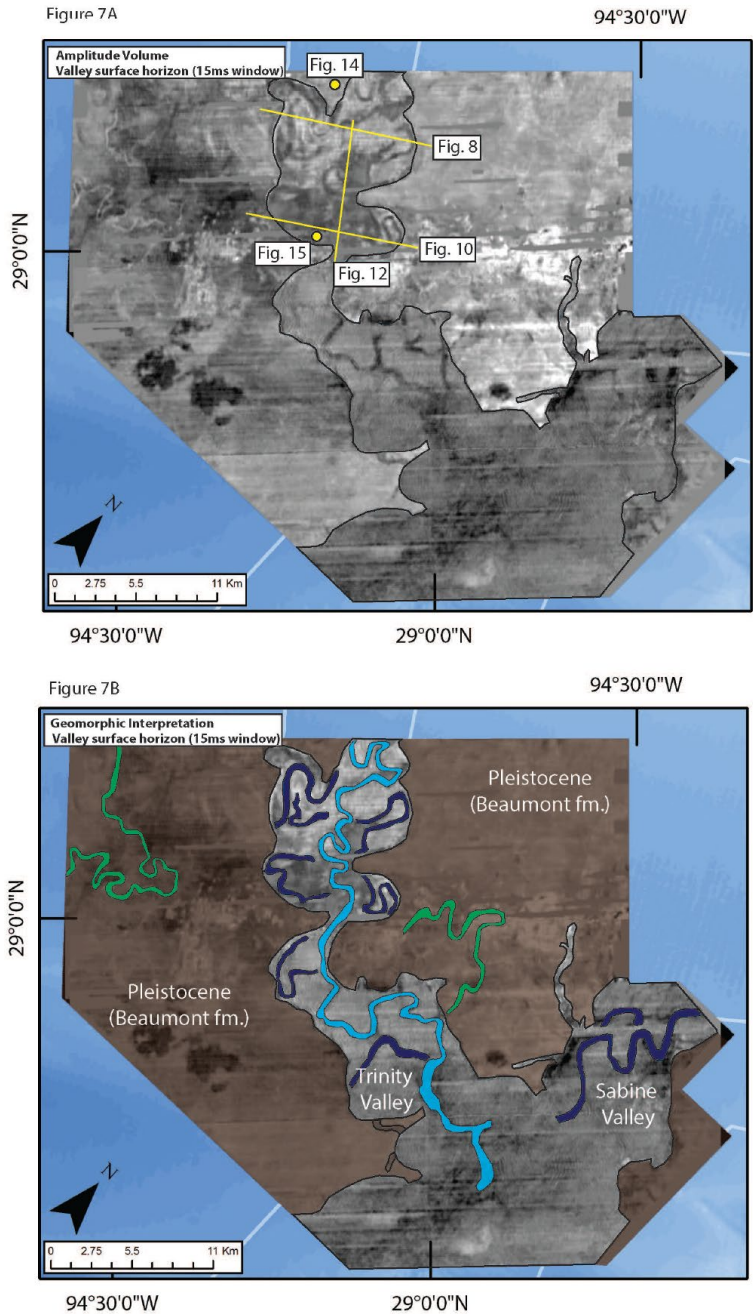 Figure 7A
94°30'0"W
Amplitude Volume
Valley surface horizon (15ms window)
Fig. 14
Fig. 8
29°0'0"N
Fig. 15
Fig. 10
Fig. 12
N
0 2.75 5.5 11 Km
94°30'0"W
29°0'0"N
Figure 7B
94°30'0"W
Geomorphic Interpretation
Valley surface horizon (15ms window)
Pleistocene
(Beaumont fm.)
29°0'0"N
Pleistocene
(Beaumont fm.)
Trinity
Valley
Sabine
Valley
N
0 2.75 5.5 11 Km
94°30'0"W
29°0'0"N